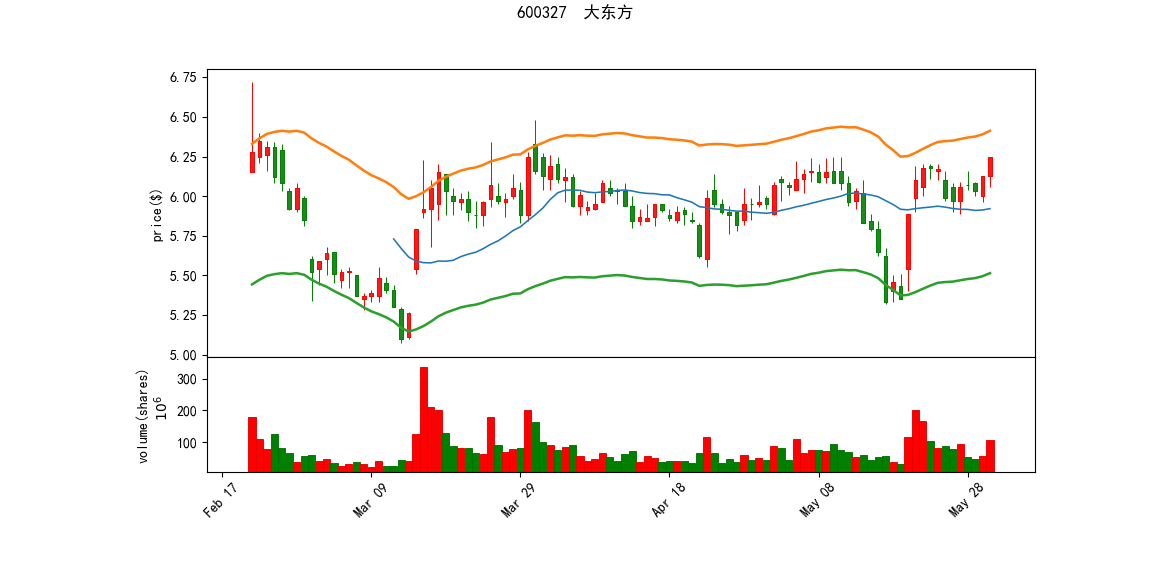 600327  大东方
6.75
6.50
6.25
6.00
5.75
5.50
5.25
5.00
price($)
300
200
100
volume(shares)
10^6
Feb 17
Mar 09
Mar 29
Apr 18
May 08
May 28